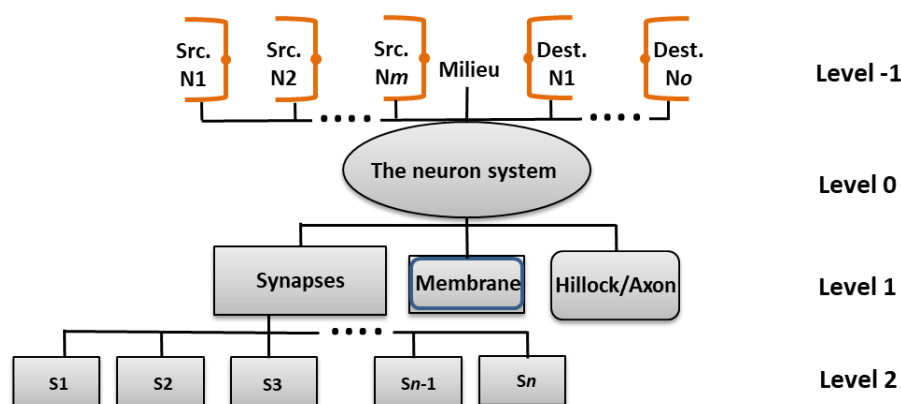 Src. N1
Src. N2
Src. Nm
Milieu
Dest. N1
Dest. No
Level -1
The neuron system
Level 0
Synapses
Membrane
Hillock/Axon
Level 1
S1
S2
S3
Sn-1
Sn
Level 2